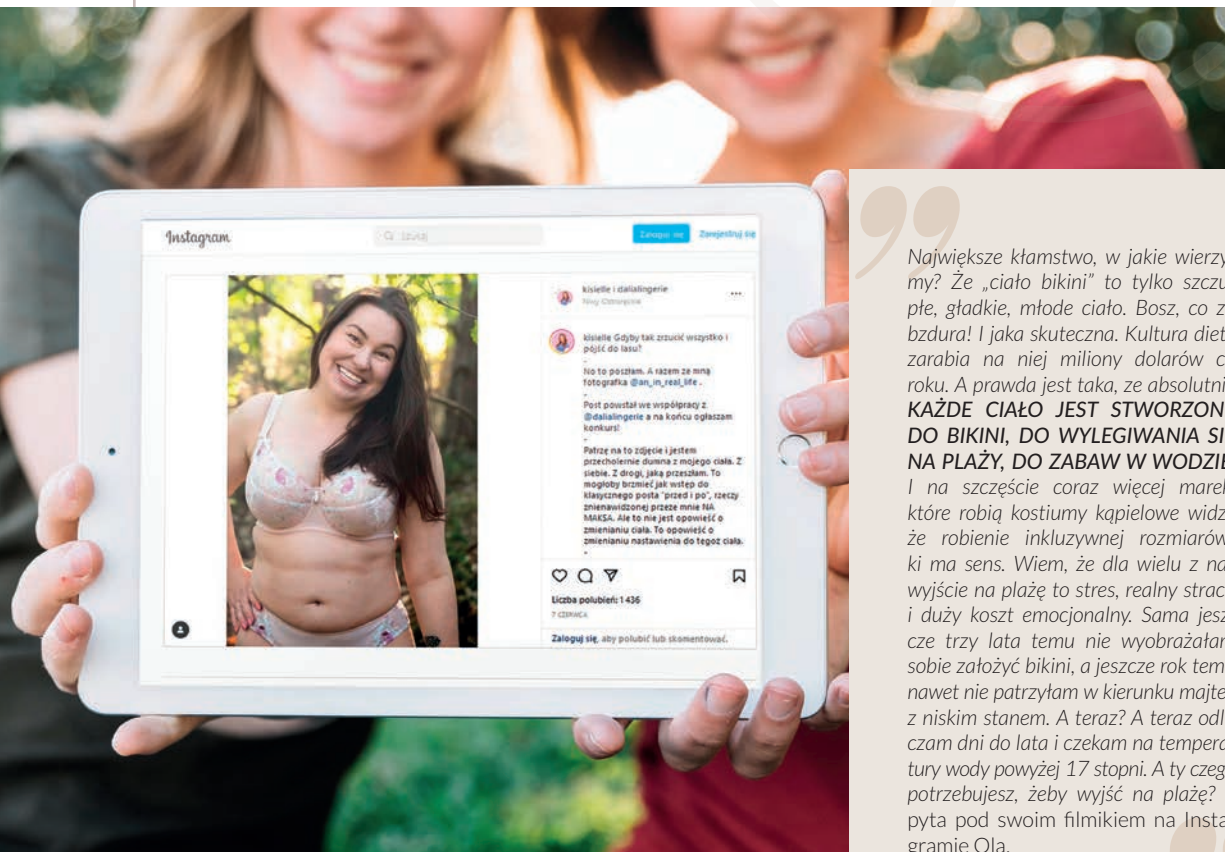 Instagram
Szukaj
Zaloguj się
Zarejestruj się
kisielle i dalialingerie
kisielle Gdyby tak zrzucić wszystko i
pójść do lasu?
-
No to poszłam. A razem ze mną
fotografka @an_in_real_life .
-
Post powstał we współpracy z
@dalialingerie a na końcu ogłaszam
konkurs!
-
Patrzę na to zdjęcie i jestem
przecholernie dumna z mojego ciała. Z
siebie. Z drogi, jaką przeszłam. To
mogłoby brzmieć jak wstęp do
klasycznego posta "przed i po", rzeczy
znienawidzonej przeze mnie NA
MAKSA. Ale to nie jest opowieść o
zmienianiu ciała. To opowieść o
zmienianiu nastawienia do tegoż ciała.
-
Liczba polubień: 1 436
7 CZERWCA
Zaloguj się, aby polubić lub skomentować.
Największe kłamstwo, w jakie wierzy
my? Że „ciało bikini” to tylko szczu
płe, gładkie, młode ciało. Bosz, co z
bzdura! I jaka skuteczna. Kultura diet
zarabia na niej miliony dolarów c
roku. A prawda jest taka, ze absolutni
KAŻDE CIAŁO JEST STWORZON
DO BIKINI, DO WYLEGIWANIA SI
NA PLAŻY, DO ZABAW W WODZIE
I na szczęście coraz więcej marel
które robią kostiumy kąpielowe widz
że robienie inkluzywnej rozmiarów
ki ma sens. Wiem, że dla wielu z na
wyjście na plażę to stres, realny strac
i duży koszt emocjonalny. Sama jesz
cze trzy lata temu nie wyobrażałan
sobie założyć bikini, a jeszcze rok tem
nawet nie patrzyłam w kierunku majte
z niskim stanem. A teraz? A teraz odl
czam dni do lata i czekam na tempera
tury wody powyżej 17 stopni. A ty czeg
potrzebujesz, żeby wyjść na plażę?
pyta pod swoim filmikiem na Insta
gramie Ola.